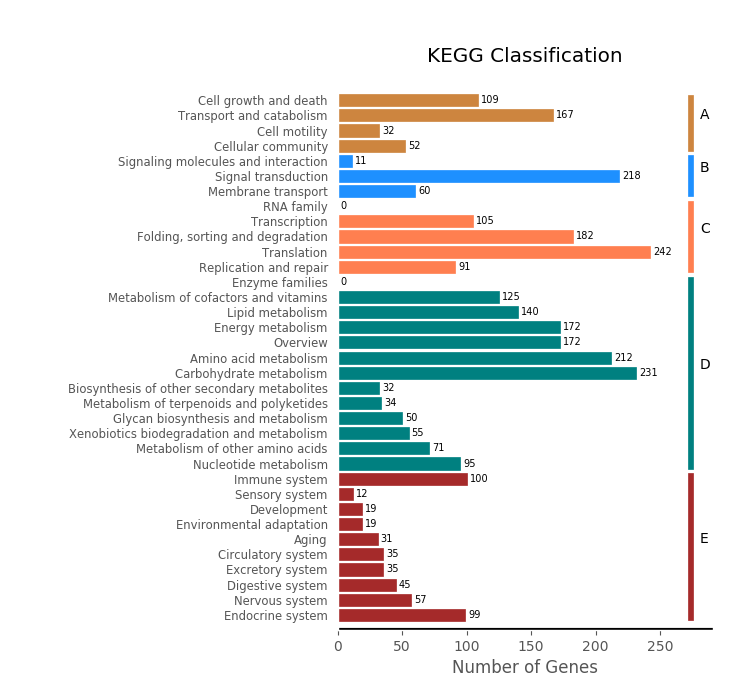 KEGG Classification
Cell growth and death 109
Transport and catabolism 167
Cell motility 32
Cellular community 52
A
Signaling molecules and interaction 11
Signal transduction 218
Membrane transport 60
B
RNA family 0
Transcription 105
Folding, sorting and degradation 182
Translation 242
Replication and repair 91
C
Enzyme families 0
Metabolism of cofactors and vitamins 125
Lipid metabolism 140
Energy metabolism 172
Overview 172
Amino acid metabolism 212
Carbohydrate metabolism 231
Biosynthesis of other secondary metabolites 32
Metabolism of terpenoids and polyketides 34
Glycan biosynthesis and metabolism 50
Xenobiotics biodegradation and metabolism 55
Metabolism of other amino acids 71
Nucleotide metabolism 95
D
Immune system 100
Sensory system 12
Development 19
Environmental adaptation 19
Aging 31
Circulatory system 35
Excretory system 35
Digestive system 45
Nervous system 57
Endocrine system 99
E
0 50 100 150 200 250
Number of Genes